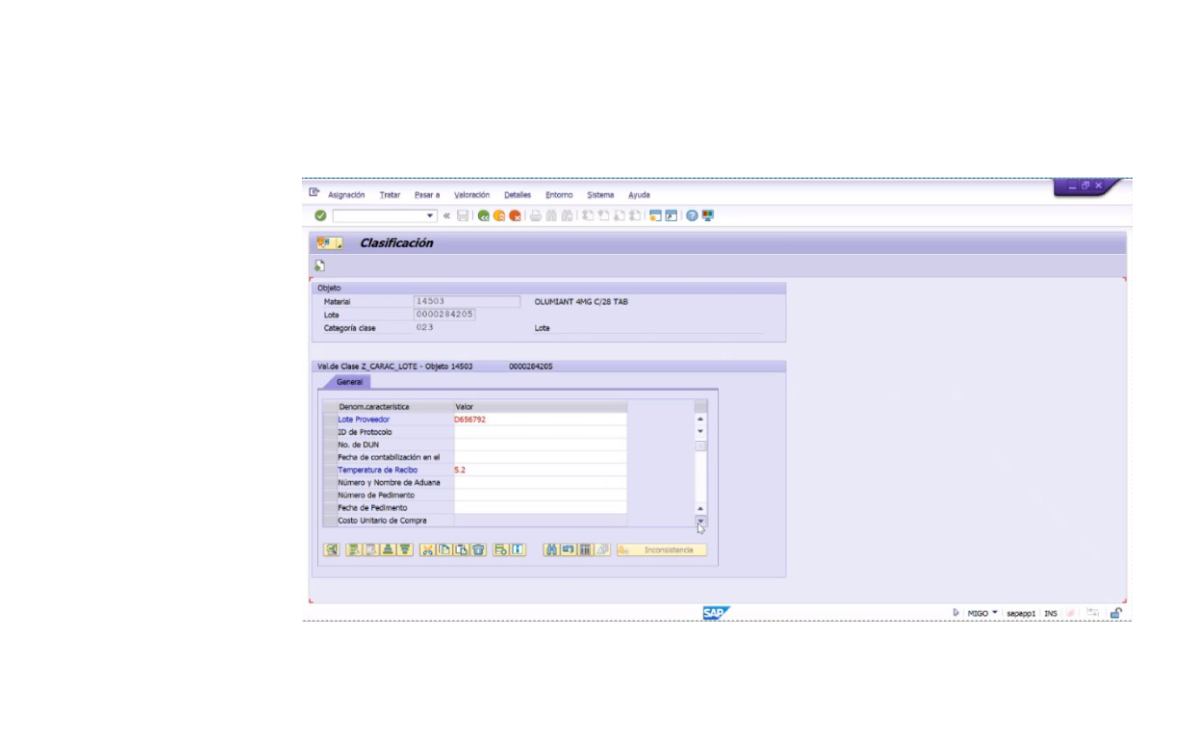 Asignación Tratar Pasar a Valoración Detalles Entorno Sistema Ayuda
Clasificación
Objeto
Material 14503 OLUMIANT 4MG C/28 TAB
Lote 0000284205
Categoría clase 023 Lote
Val.de Clase Z_CARAC_LOTE - Objeto 14503 0000284205
General
Denom.característica Valor
Lote Proveedor D656792
ID de Protocolo
No. de DUN
Fecha de contabilización en el
Temperatura de Recibo 5.2
Número y Nombre de Aduana
Número de Pedimento
Fecha de Pedimento
Costo Unitario de Compra
Inconsistencia
SAP
MIGO sapapp1 INS